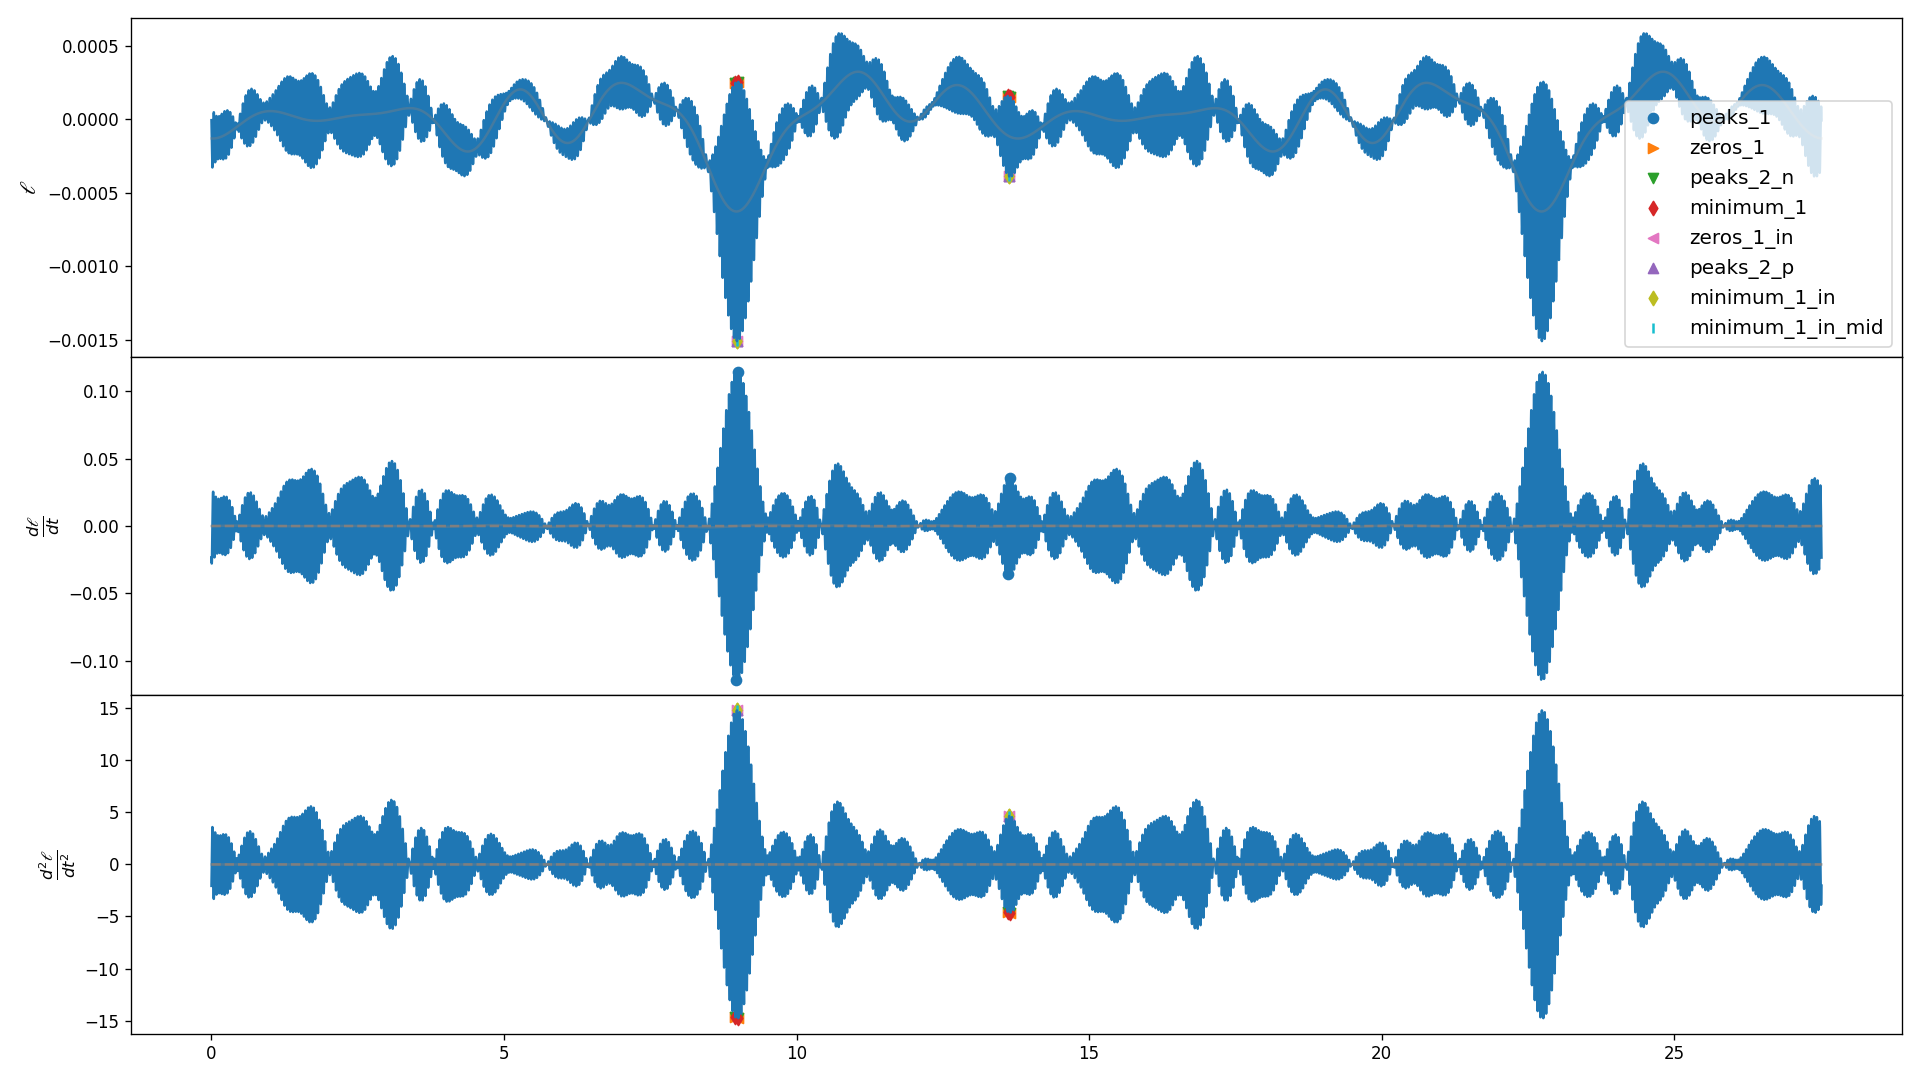 0.0005
0.0000
−0.0005
−0.0010
−0.0015
ℓ
peaks_1
zeros_1
peaks_2_n
minimum_1
zeros_1_in
peaks_2_p
minimum_1_in
minimum_1_in_mid
0.10
0.05
0.00
−0.05
−0.10
dℓ
dt
15
10
5
0
−5
−10
−15
d²ℓ
dt²
0 5 10 15 20 25